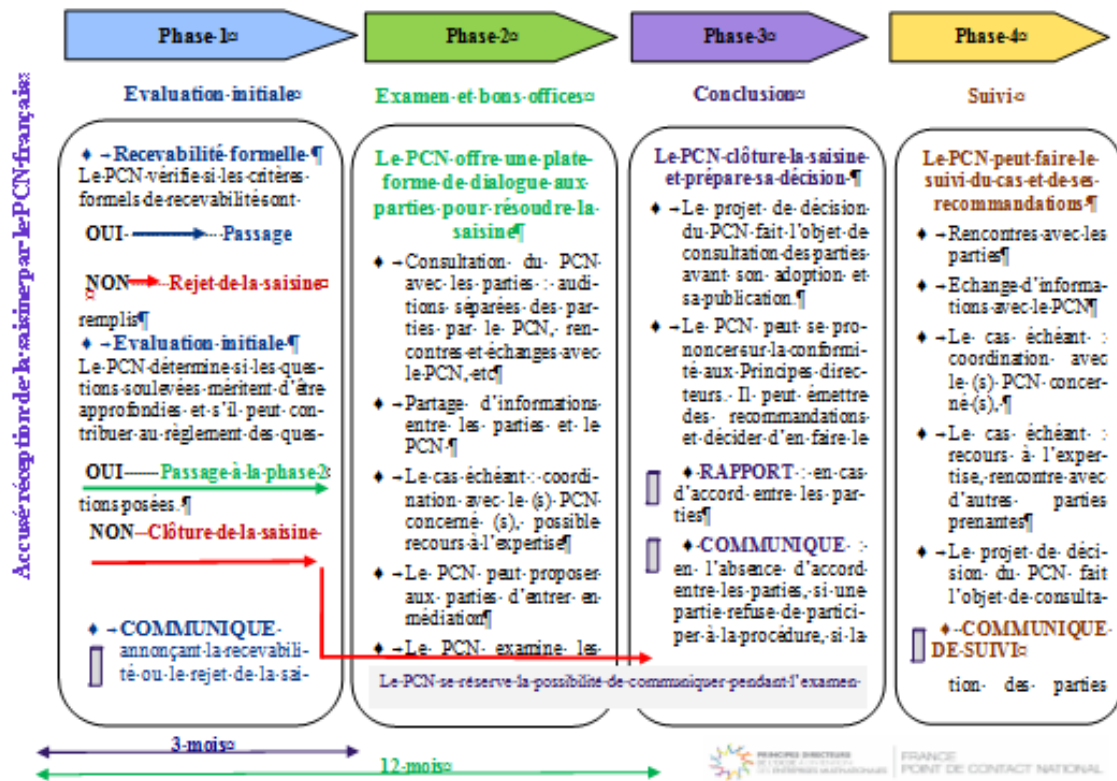 Phase·1¤
Phase·2¤
Phase·3¤
Phase·4¤
Accusé·réception·de·la·saisine·par·le·PCN·français¤
Evaluation·initiale¤
♦→Recevabilité·formelle·¶
Le·PCN·vérifie·si·les·critères·
formels·de·recevabilité·sont·
OUI·→·Passage
NON→·Rejet·de·la·saisine¤
¤
remplis¶
♦→Evaluation·initiale·¶
Le·PCN·détermine·si·les·ques-
tions·soulevées·méritent·d'être·
approfondies·et·s'il·peut·con-
tribuer·au·règlement·des·ques-
OUI·Passage·à·la·phase·2¤
tions·posées.¶
NON·Clôture·de·la·saisine·
♦→COMMUNIQUE·
annonçant·la·recevabili-
té·ou·le·rejet·de·la·sai-
Examen·et·bons·offices¤
Le·PCN·offre·une·plate-
forme·de·dialogue·aux·
parties·pour·résoudre·la·
saisine¶
♦→Consultation·du·PCN·
avec·les·parties·:·audi-
tions·séparées·des·par-
ties·par·le·PCN,·ren-
contres·et·échanges·avec·
le·PCN,·etc¶
♦→Partage·d'informations·
entre·les·parties·et·le·
PCN·¶
♦→Le·cas·échéant·:·coordi-
nation·avec·le·(s)·PCN·
concerné·(s),·possible·
recours·à·l'expertise¶
♦→Le·PCN·peut·proposer·
aux·parties·d'entrer·en·
médiation¶
♦→Le·PCN·examine·les·
Conclusion¤
Le·PCN·clôture·la·saisine·
et·prépare·sa·décision·¶
♦→Le·projet·de·décision·
du·PCN·fait·l'objet·de·
consultation·des·parties·
avant·son·adoption·et·
sa·publication.¶
♦→Le·PCN·peut·se·pro-
noncer·sur·la·conformi-
té·aux·Principes·direc-
teurs.·Il·peut·émettre·
des·recommandations·
et·décider·d'en·faire·le·
♦·RAPPORT·:·en·cas·
d'accord·entre·les·par-
ties¶
♦·COMMUNIQUE·:·
en·l'absence·d'accord·
entre·les·parties,·si·une·
partie·refuse·de·partici-
per·à·la·procédure,·si·la·
Suivi·¤
Le·PCN·peut·faire·le·
suivi·du·cas·et·de·ses·
recommandations¶
♦→Rencontres·avec·les·
parties¶
♦→Echange·d'informa-
tions·avec·le·PCN¶
♦→Le·cas·échéant·:·
coordination·avec·
le·(s)·PCN·concer-
né·(s),·¶
♦→Le·cas·échéant·:·
recours·à·l'exper-
tise,·rencontre·avec·
d'autres·parties·
prenantes¶
♦→Le·projet·de·déci-
sion·du·PCN·fait·
l'objet·de·consulta-
♦·COMMUNIQUE·
DE·SUIVI¤
tion·des·parties
Le·PCN·se·réserve·la·possibilité·de·communiquer·pendant·l'examen·
3·mois¤
12·mois¤
PRINCIPES DIRECTEURS
DE L'OCDE À L'INTENTION
DES ENTREPRISES MULTINATIONALES
FRANCE
POINT DE CONTACT NATIONAL